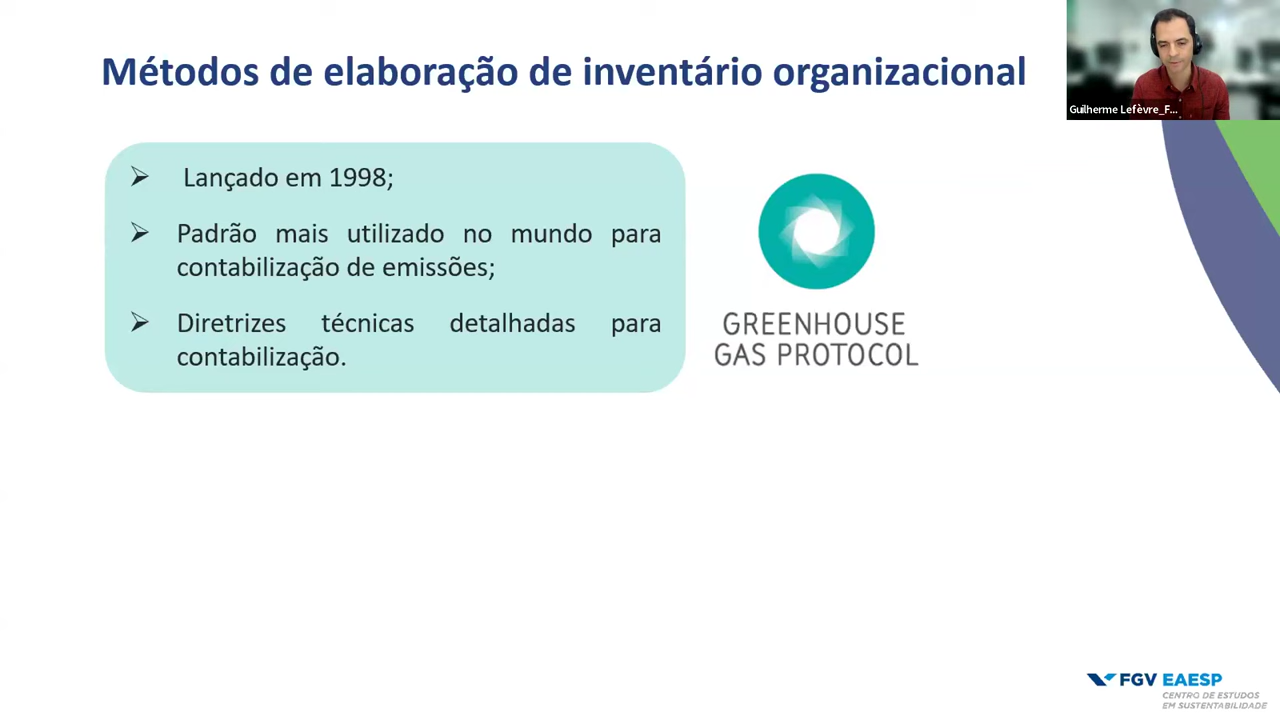 Métodos de elaboração de inventário organizacional
Guilherme Lefèvre_F...
➢ Lançado em 1998;
➢ Padrão mais utilizado no mundo para
contabilização de emissões;
➢ Diretrizes técnicas detalhadas para
contabilização.
GREENHOUSE
GAS PROTOCOL
FGV EAESP
CENTRO DE ESTUDOS
EM SUSTENTABILIDADE